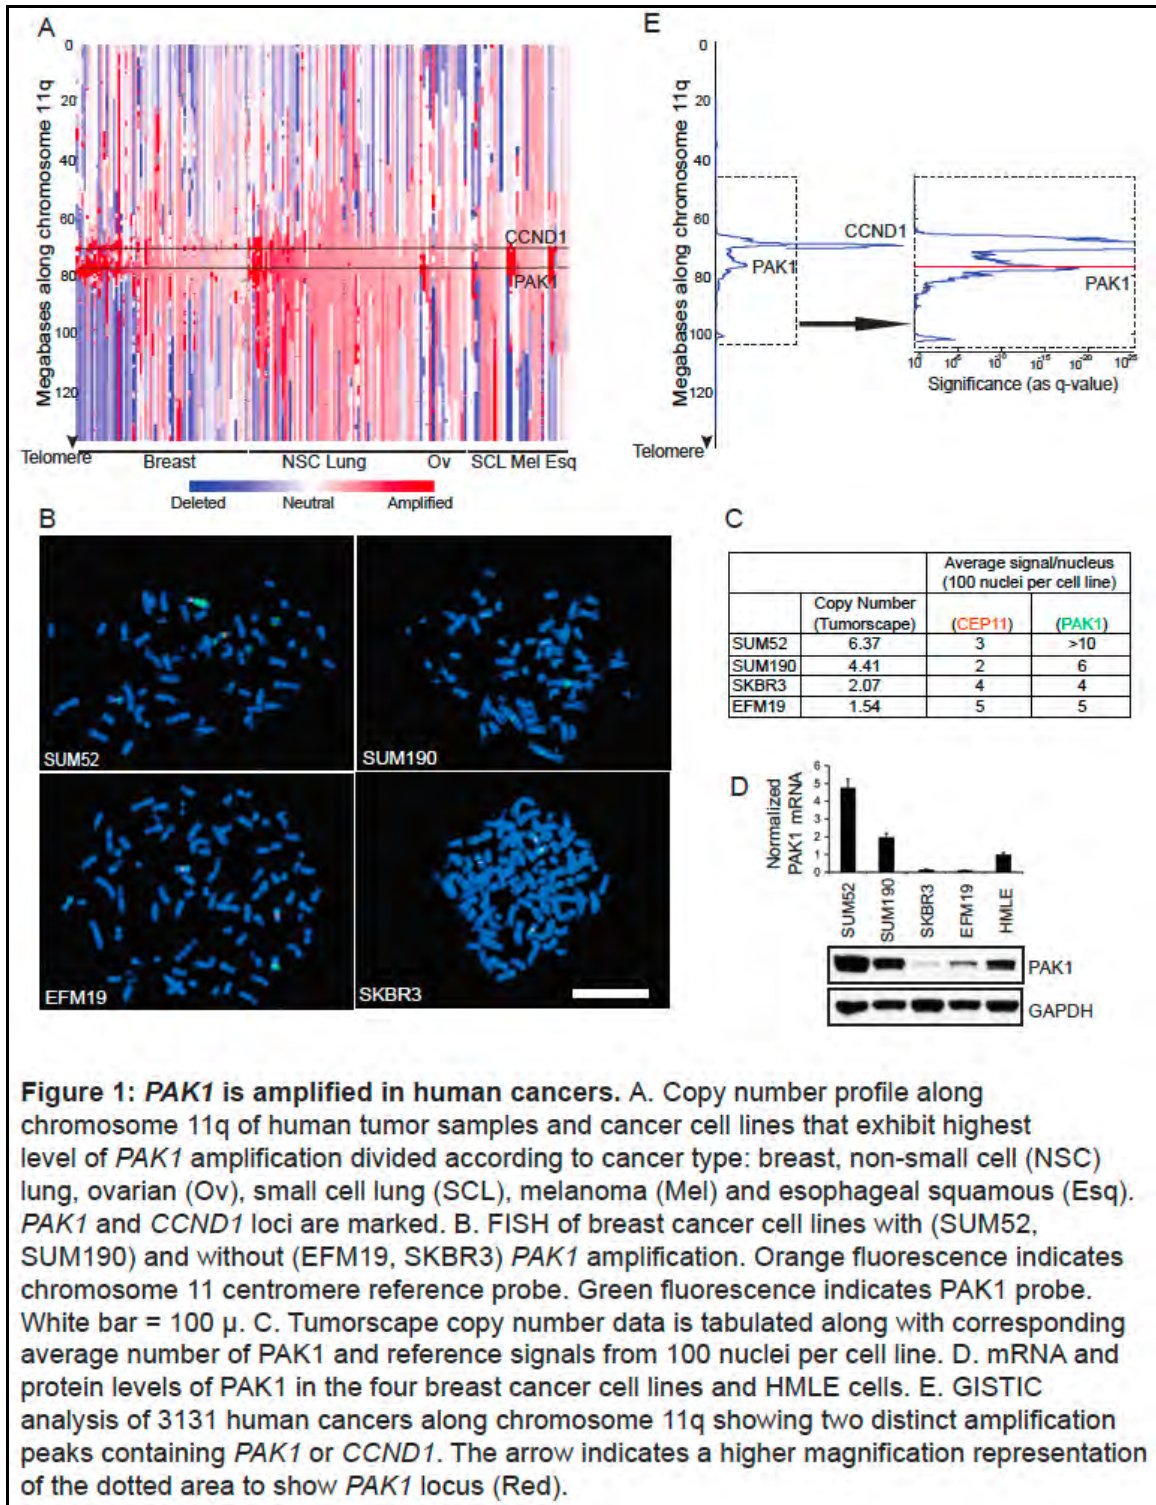 A
Megabases along chromosome 11q
0
20
40
60
80
100
120
CCND1
PAK1
Telomere
Breast
NSC Lung
Ov
SCL Mel Esq
Deleted
Neutral
Amplified
E
Megabases along chromosome 11q
0
20
40
60
80
100
120
Telomere
CCND1
PAK1
PAK1
10^0 10^-5 10^-10 10^-15 10^-20 10^-25
Significance (as q-value)
B
SUM52
SUM190
EFM19
SKBR3
C
Average signal/nucleus
(100 nuclei per cell line)
Copy Number
(Tumorscape) (CEP11) (PAK1)
SUM52 6.37 3 >10
SUM190 4.41 2 6
SKBR3 2.07 4 4
EFM19 1.54 5 5
D
Normalized
PAK1 mRNA
6
5
4
3
2
1
0
SUM52
SUM190
SKBR3
EFM19
HMLE
PAK1
GAPDH
Figure 1: PAK1 is amplified in human cancers. A. Copy number profile along
chromosome 11q of human tumor samples and cancer cell lines that exhibit highest
level of PAK1 amplification divided according to cancer type: breast, non-small cell (NSC)
lung, ovarian (Ov), small cell lung (SCL), melanoma (Mel) and esophageal squamous (Esq).
PAK1 and CCND1 loci are marked. B. FISH of breast cancer cell lines with (SUM52,
SUM190) and without (EFM19, SKBR3) PAK1 amplification. Orange fluorescence indicates
chromosome 11 centromere reference probe. Green fluorescence indicates PAK1 probe.
White bar = 100 µ. C. Tumorscape copy number data is tabulated along with corresponding
average number of PAK1 and reference signals from 100 nuclei per cell line. D. mRNA and
protein levels of PAK1 in the four breast cancer cell lines and HMLE cells. E. GISTIC
analysis of 3131 human cancers along chromosome 11q showing two distinct amplification
peaks containing PAK1 or CCND1. The arrow indicates a higher magnification representation
of the dotted area to show PAK1 locus (Red).